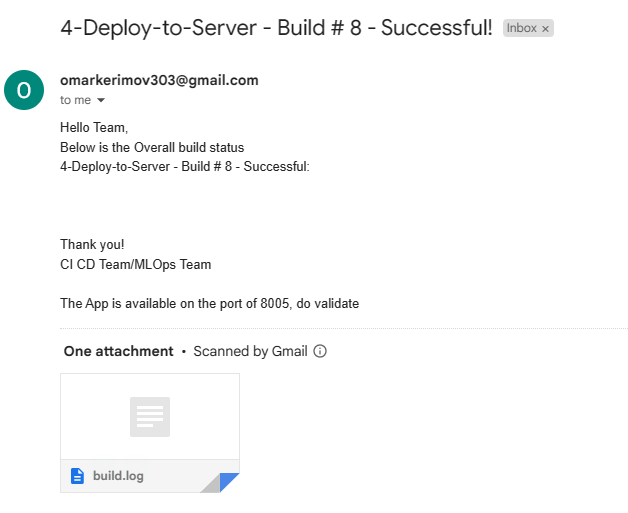 4-Deploy-to-Server - Build # 8 - Successful! Inbox x
O omarkerimov303@gmail.com
to me
Hello Team,
Below is the Overall build status
4-Deploy-to-Server - Build # 8 - Successful:
Thank you!
CI CD Team/MLOps Team
The App is available on the port of 8005, do validate
One attachment • Scanned by Gmail
build.log